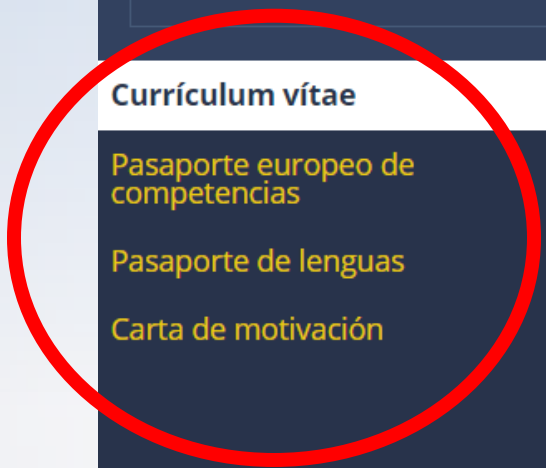 Currículum vítae
Pasaporte europeo de
competencias
Pasaporte de lenguas
Carta de motivación